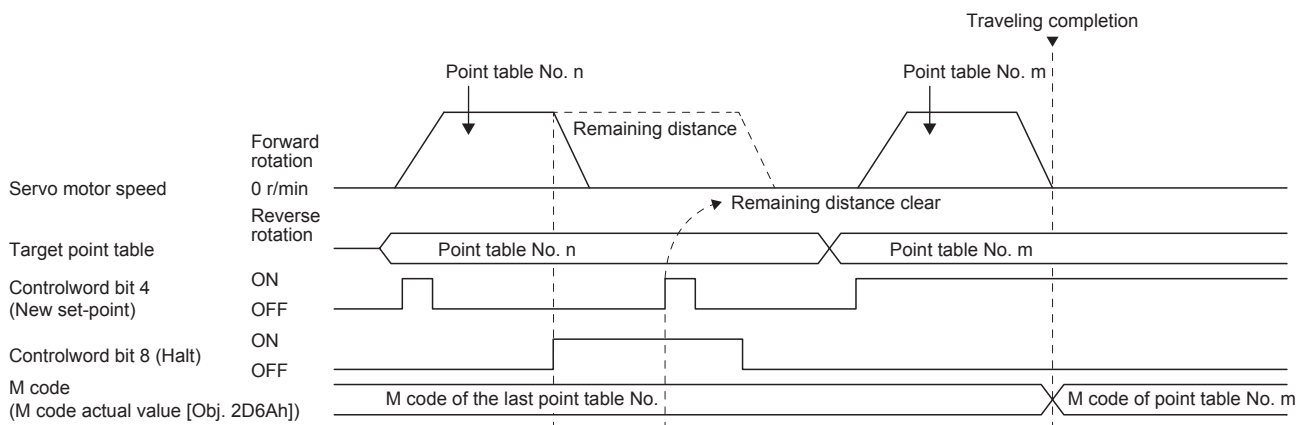 Traveling completion
Point table No. n
Point table No. m
Remaining distance
Forward
rotation
Servo motor speed
0 r/min
Remaining distance clear
Reverse
rotation
Target point table
Point table No. n
Point table No. m
Controlword bit 4
(New set-point)
ON
OFF
Controlword bit 8 (Halt)
ON
OFF
M code
(M code actual value [Obj. 2D6Ah])
M code of the last point table No.
M code of point table No. m